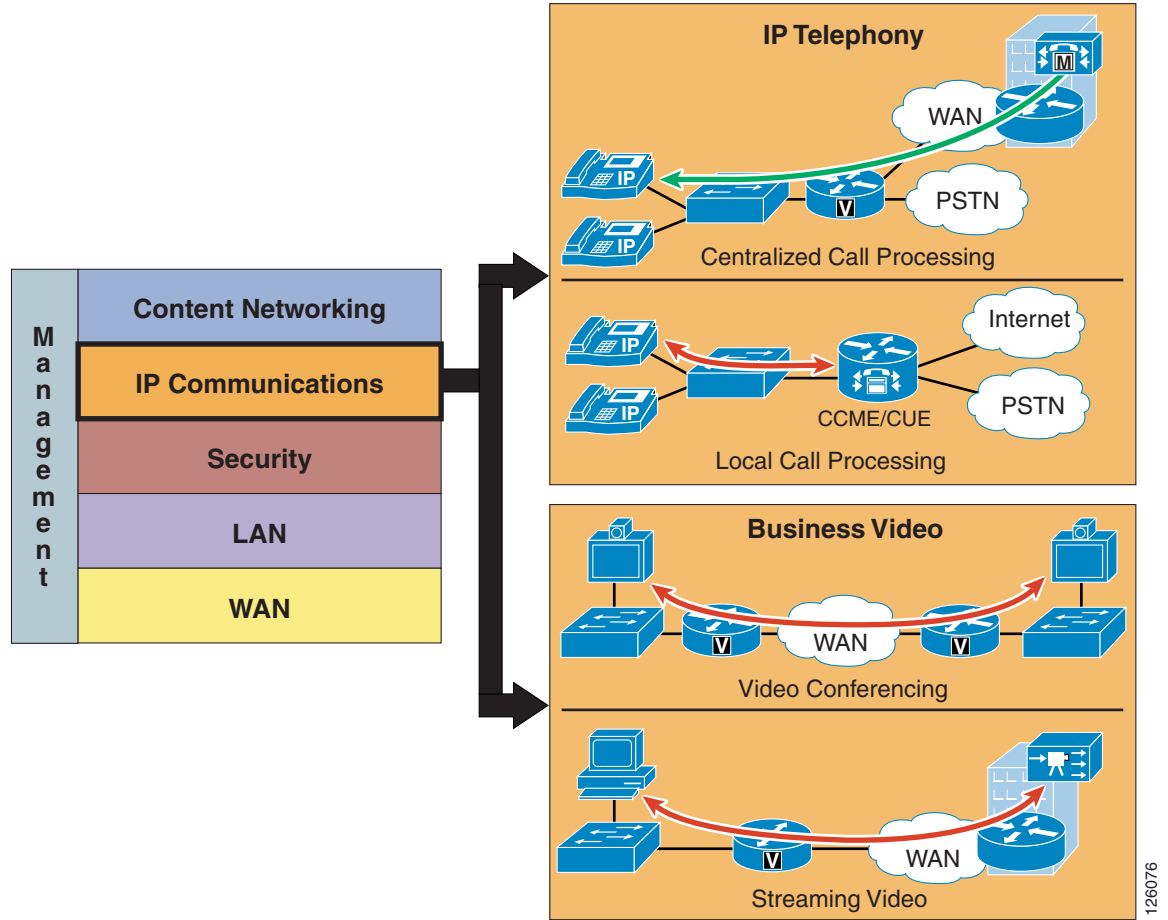 Management
Content Networking
IP Communications
Security
LAN
WAN
IP Telephony
M
WAN
IP
IP
V
PSTN
Centralized Call Processing
Internet
IP
IP
CCME/CUE
PSTN
Local Call Processing
Business Video
V
WAN
V
Video Conferencing
V
WAN
Streaming Video
126076